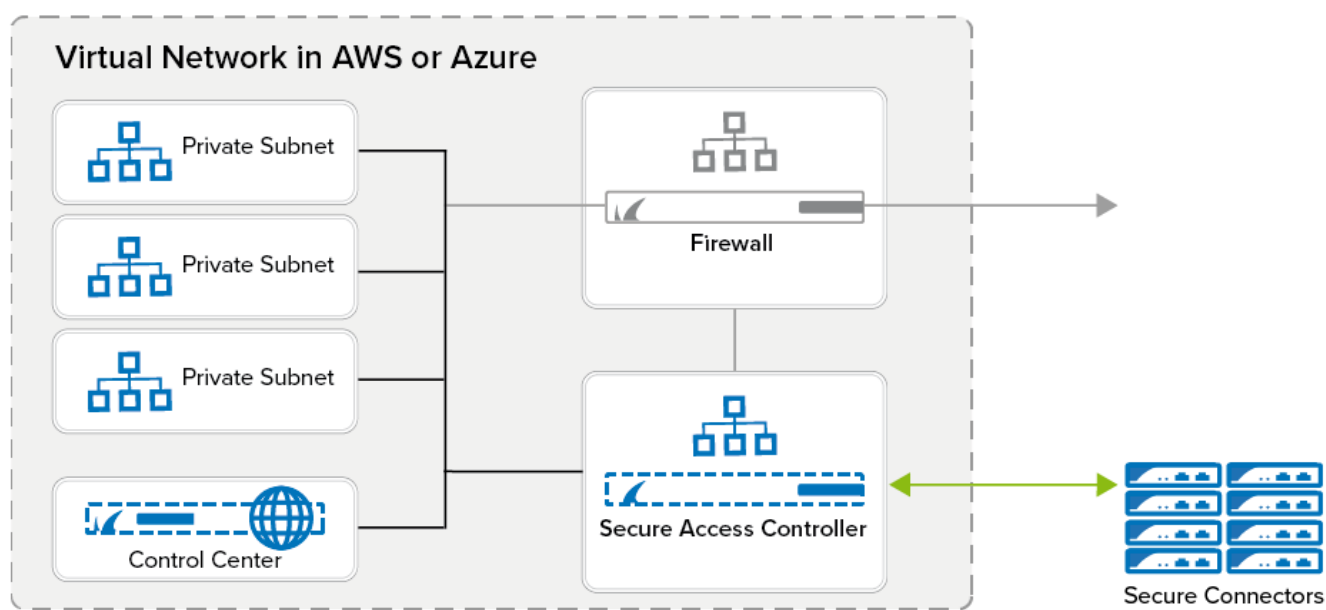 Virtual Network in AWS or Azure
Private Subnet
Private Subnet
Private Subnet
Control Center
Firewall
Secure Access Controller
Secure Connectors